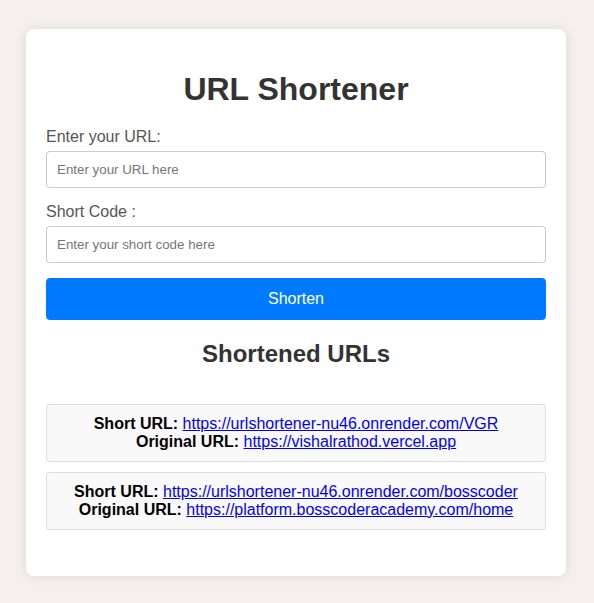 URL Shortener
Enter your URL:
Enter your URL here
Short Code :
Enter your short code here
Shorten
Shortened URLs
Short URL: https://urlshortener-nu46.onrender.com/VGR
Original URL: https://vishalrathod.vercel.app
Short URL: https://urlshortener-nu46.onrender.com/bosscoder
Original URL: https://platform.bosscoderacademy.com/home